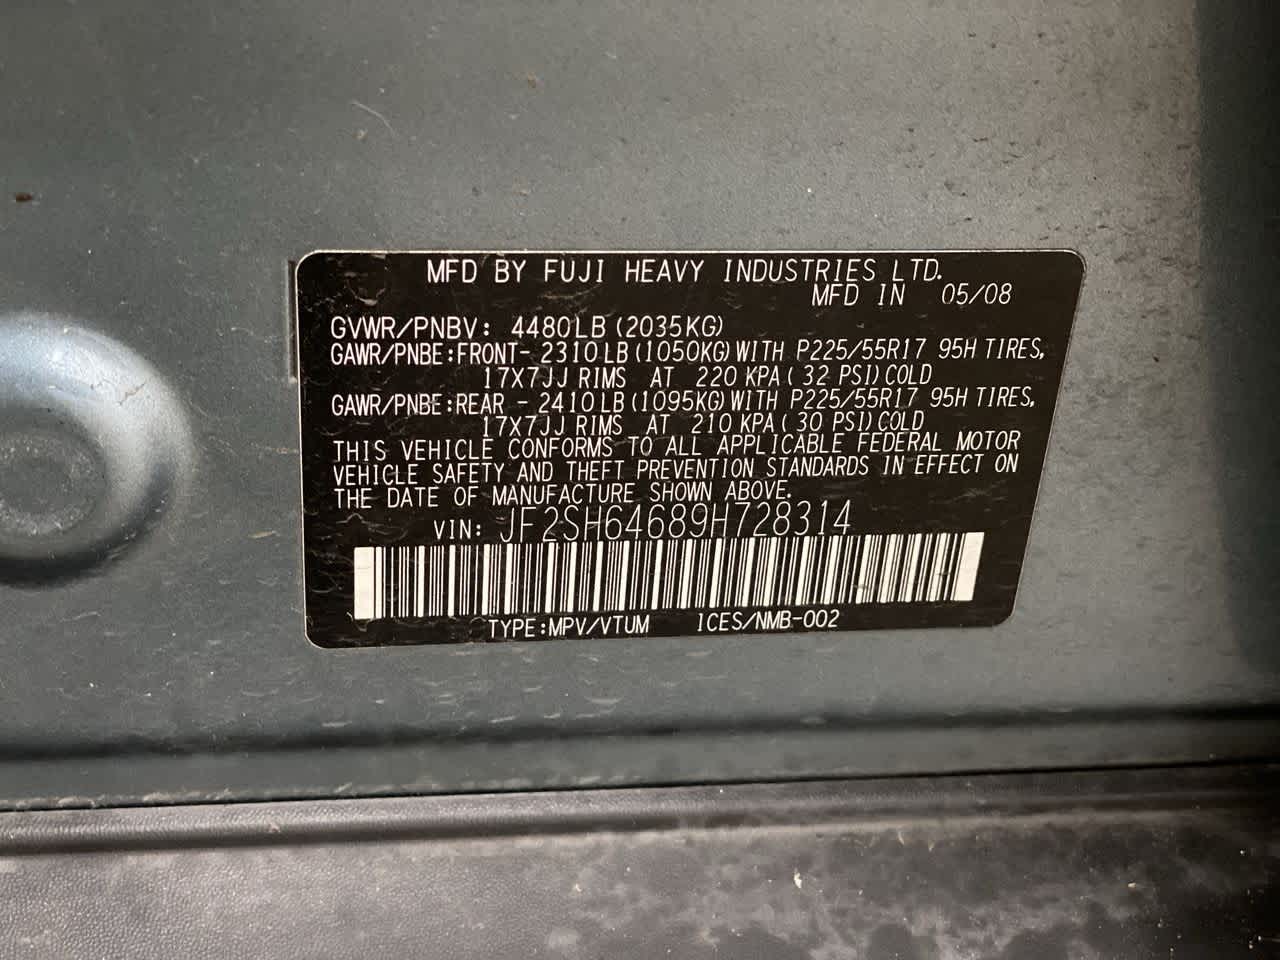 MFD BY FUJI HEAVY INDUSTRIES LTD.
MFD IN 05/08
GVWR/PNBV: 4480LB (2035KG)
GAWR/PNBE:FRONT- 2310LB (1050KG) WITH P225/55R17 95H TIRES,
17X7JJ RIMS AT 220 KPA ( 32 PSI) COLD
GAWR/PNBE:REAR - 2410LB (1095KG) WITH P225/55R17 95H TIRES,
17X7JJ RIMS AT 210 KPA ( 30 PSI) COLD
THIS VEHICLE CONFORMS TO ALL APPLICABLE FEDERAL MOTOR
VEHICLE SAFETY AND THEFT PREVENTION STANDARDS IN EFFECT ON
THE DATE OF MANUFACTURE SHOWN ABOVE.
VIN: JF2SH64689H728314
TYPE:MPV/VTUM ICES/NMB-002